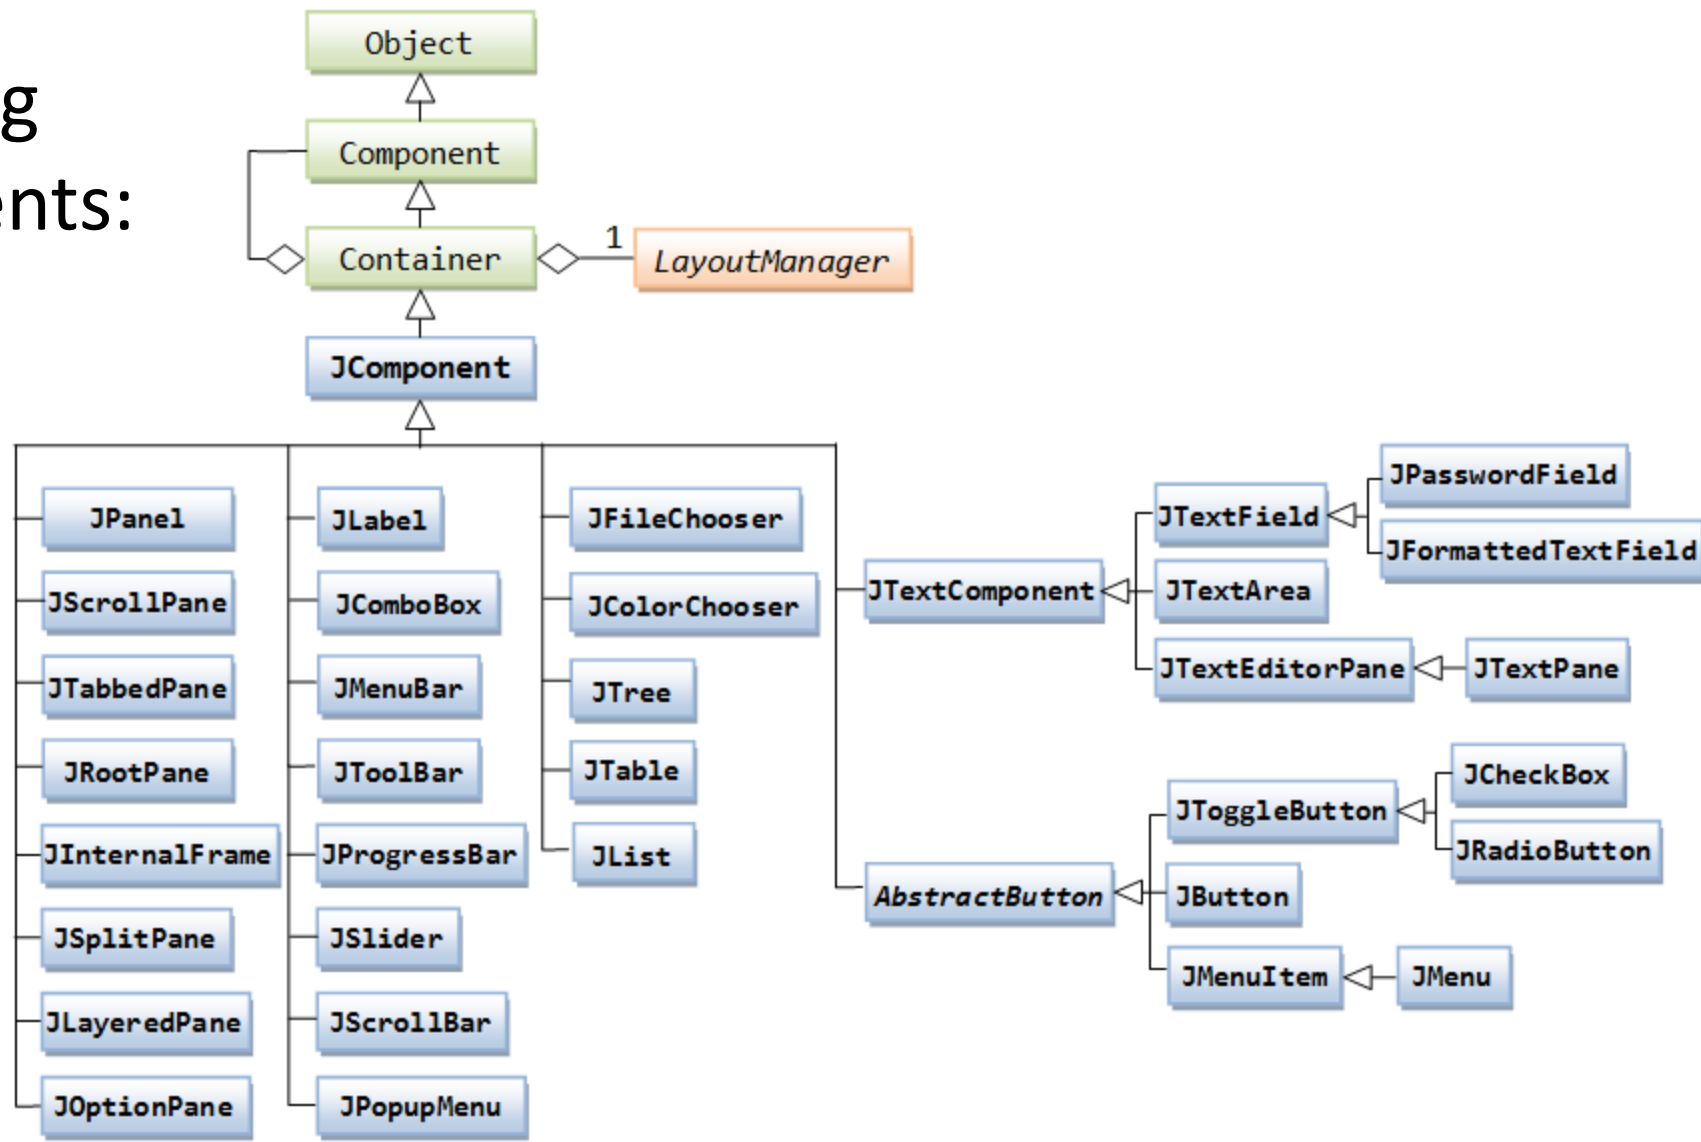 g
ents:
Object
Component
Container
1
LayoutManager
JComponent
JPanel
JScrollPane
JTabbedPane
JRootPane
JInternalFrame
JSplitPane
JLayeredPane
JOptionPane
JLabel
JComboBox
JMenuBar
JToolBar
JProgressBar
JSlider
JScrollBar
JPopupMenu
JFileChooser
JColorChooser
JTree
JTable
JList
JTextComponent
JTextField
JPasswordField
JFormattedTextField
JTextArea
JTextEditorPane
JTextPane
AbstractButton
JToggleButton
JCheckBox
JRadioButton
JButton
JMenuItem
JMenu